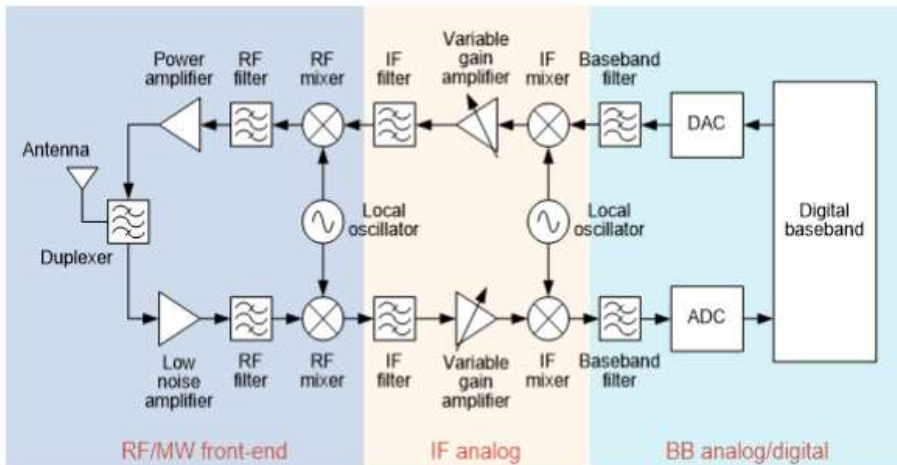 Power
amplifier
RF
filter
RF
mixer
IF
filter
Variable
gain
amplifier
IF
mixer
Baseband
filter
DAC
Antenna
Duplexer
Local
oscillator
Local
oscillator
Digital
baseband
ADC
Low
noise
amplifier
RF
filter
RF
mixer
IF
filter
Variable
gain
amplifier
IF
mixer
Baseband
filter
RF/MW front-end
IF analog
BB analog/digital